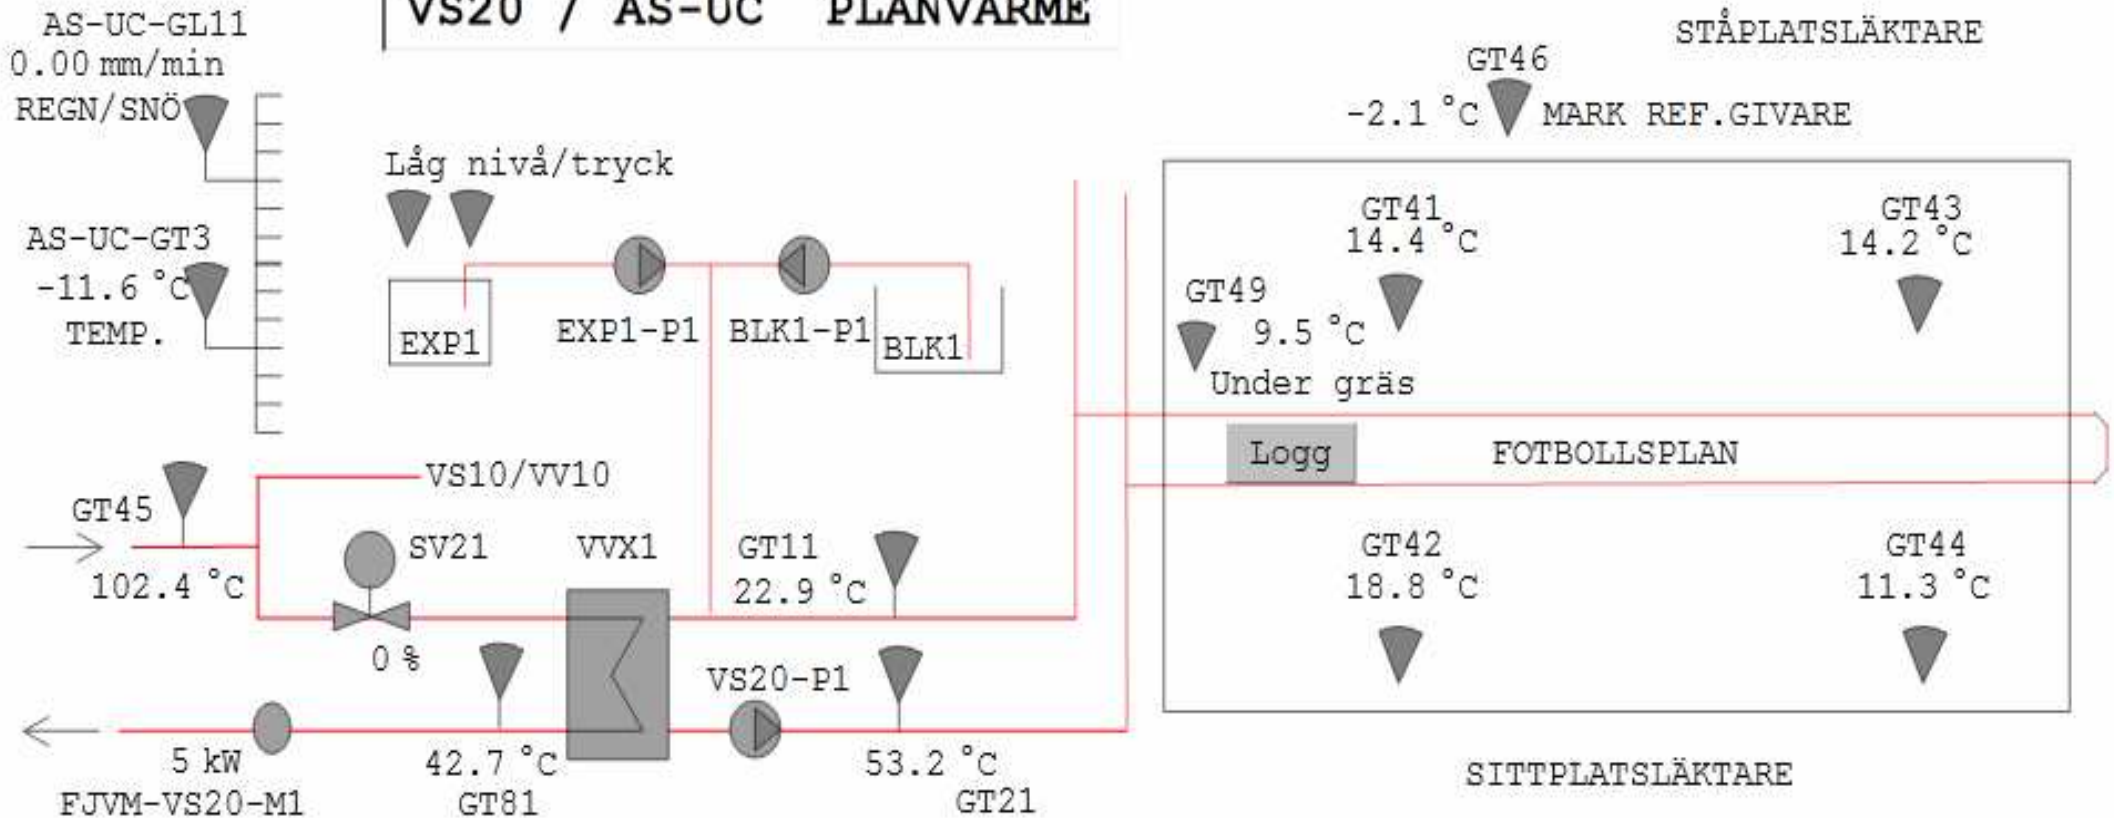 VS20 / AS-UC PLANVÄRME
AS-UC-GL11
0.00 mm/min
REGN/SNÖ
STÅPLATSLÄKTARE
GT46
-2.1 °C MARK REF.GIVARE
Låg nivå/tryck
AS-UC-GT3
-11.6 °C
TEMP.
EXP1
EXP1-P1
BLK1-P1
BLK1
GT41
14.4 °C
GT43
14.2 °C
GT49
9.5 °C
Under gräs
Logg
FOTBOLLSPLAN
VS10/VV10
GT45
102.4 °C
SV21
0 %
VVX1
GT11
22.9 °C
GT42
18.8 °C
GT44
11.3 °C
VS20-P1
5 kW
FJVM-VS20-M1
42.7 °C
GT81
53.2 °C
GT21
SITTPLATSLÄKTARE